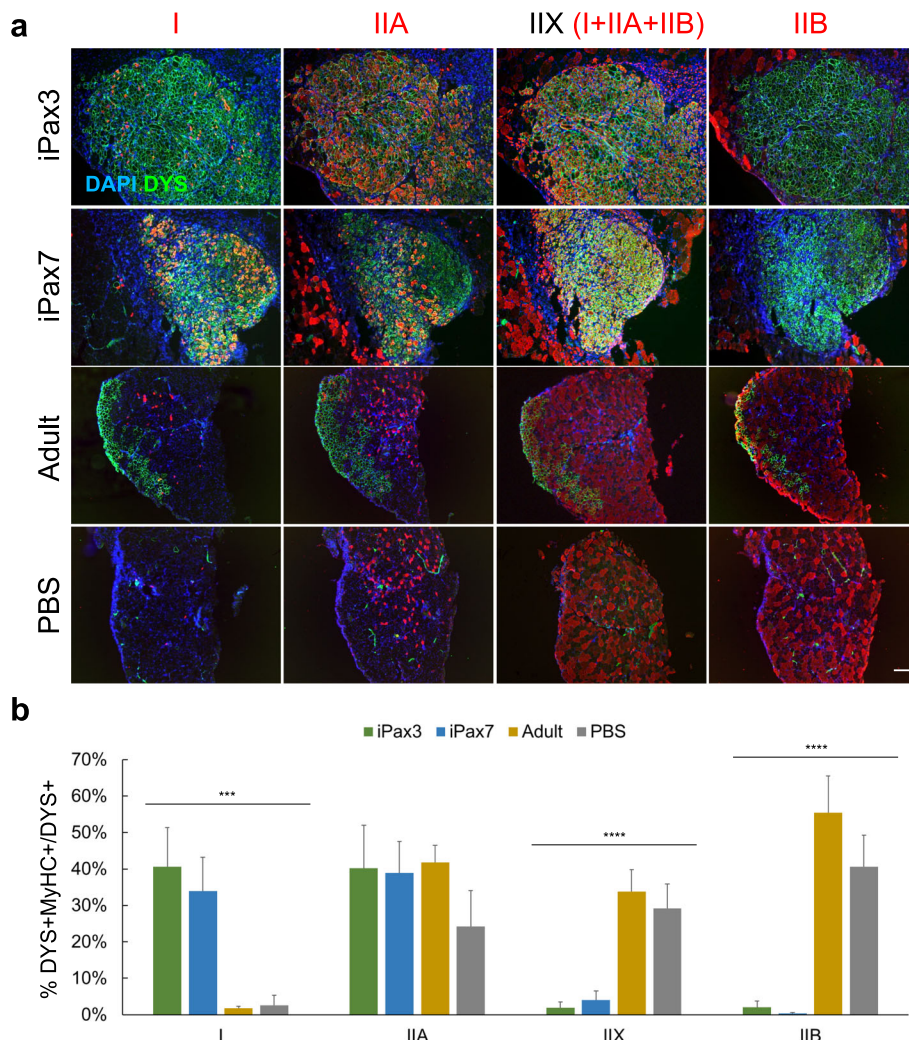 a
I IIA IIX (I+IIA+IIB) IIB
iPax3
DAPI DYS
iPax7
Adult
PBS
b
iPax3 iPax7 Adult PBS
% DYS+MyHC+/DYS+
70%
60%
50%
40%
30%
20%
10%
0%
*** **** ****
I IIA IIX IIB